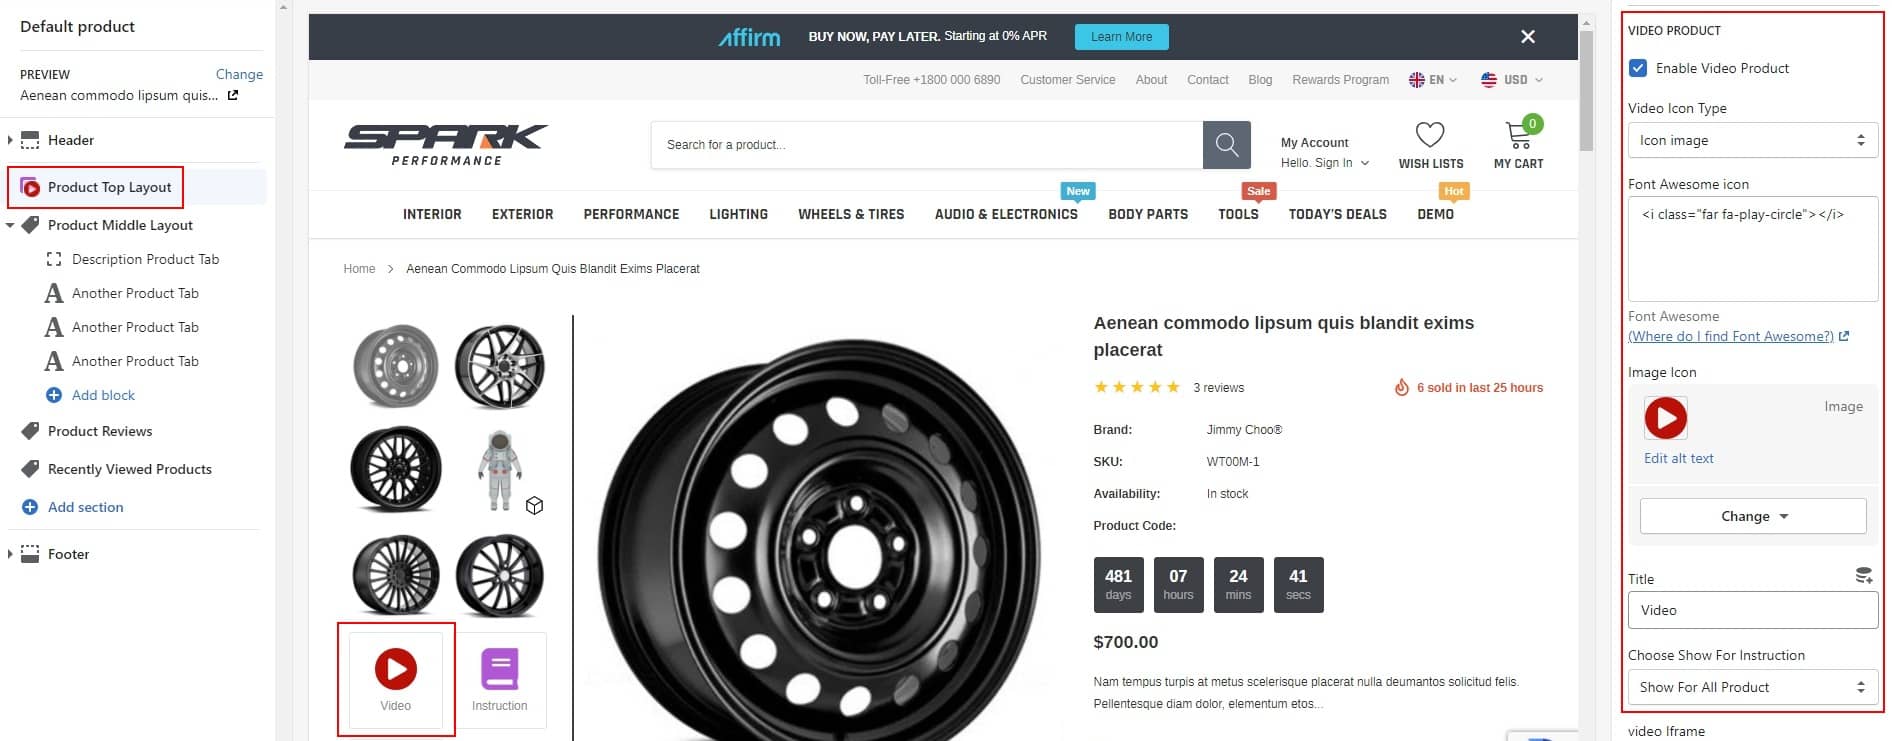 Default product
PREVIEW
Change
Aenean commodo lipsum quis...
Header
Product Top Layout
Product Middle Layout
Description Product Tab
Another Product Tab
Another Product Tab
Another Product Tab
Add block
Product Reviews
Recently Viewed Products
Add section
Footer
affirm BUY NOW, PAY LATER. Starting at 0% APR Learn More
Toll-Free +1800 000 6890 Customer Service About Contact Blog Rewards Program EN USD
SPARK
PERFORMANCE
Search for a product...
My Account
Hello. Sign In
WISH LISTS
0
MY CART
New Sale Hot
INTERIOR EXTERIOR PERFORMANCE LIGHTING WHEELS & TIRES AUDIO & ELECTRONICS BODY PARTS TOOLS TODAY'S DEALS DEMO
Home Aenean Commodo Lipsum Quis Blandit Exims Placerat
Video
Instruction
Aenean commodo lipsum quis blandit exims
placerat
3 reviews 6 sold in last 25 hours
Brand: Jimmy Choo®
SKU: WT00M-1
Availability: In stock
Product Code:
481 07 24 41
days hours mins secs
$700.00
Nam tempus turpis at metus scelerisque placerat nulla deumantos solicitud felis.
Pellentesque diam dolor, elementum etos...
VIDEO PRODUCT
Enable Video Product
Video Icon Type
Icon image
Font Awesome icon
<i class="far fa-play-circle"></i>
Font Awesome
(Where do I find Font Awesome?)
Image Icon
Image
Edit alt text
Change
Title
Video
Choose Show For Instruction
Show For All Product
video Iframe